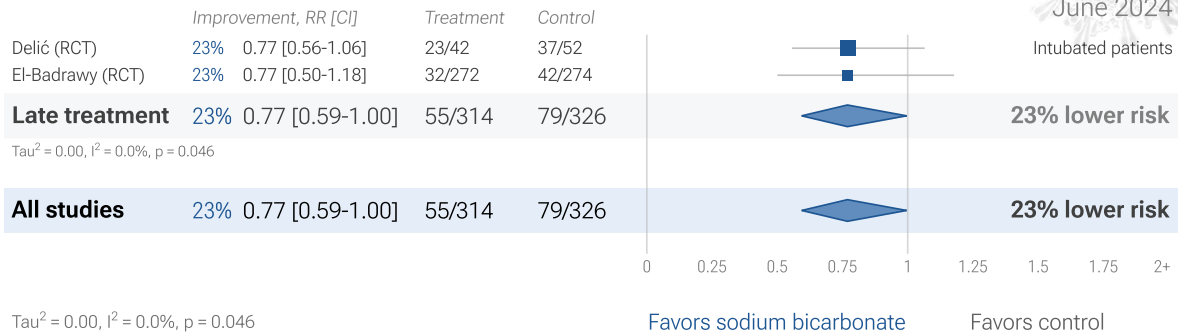 June 2024
Improvement, RR [CI] Treatment Control
Delić (RCT) 23% 0.77 [0.56-1.06] 23/42 37/52 Intubated patients
El-Badrawy (RCT) 23% 0.77 [0.50-1.18] 32/272 42/274
Late treatment 23% 0.77 [0.59-1.00] 55/314 79/326 23% lower risk
Tau² = 0.00, I² = 0.0%, p = 0.046
All studies 23% 0.77 [0.59-1.00] 55/314 79/326 23% lower risk
0 0.25 0.5 0.75 1 1.25 1.5 1.75 2+
Tau² = 0.00, I² = 0.0%, p = 0.046 Favors sodium bicarbonate Favors control